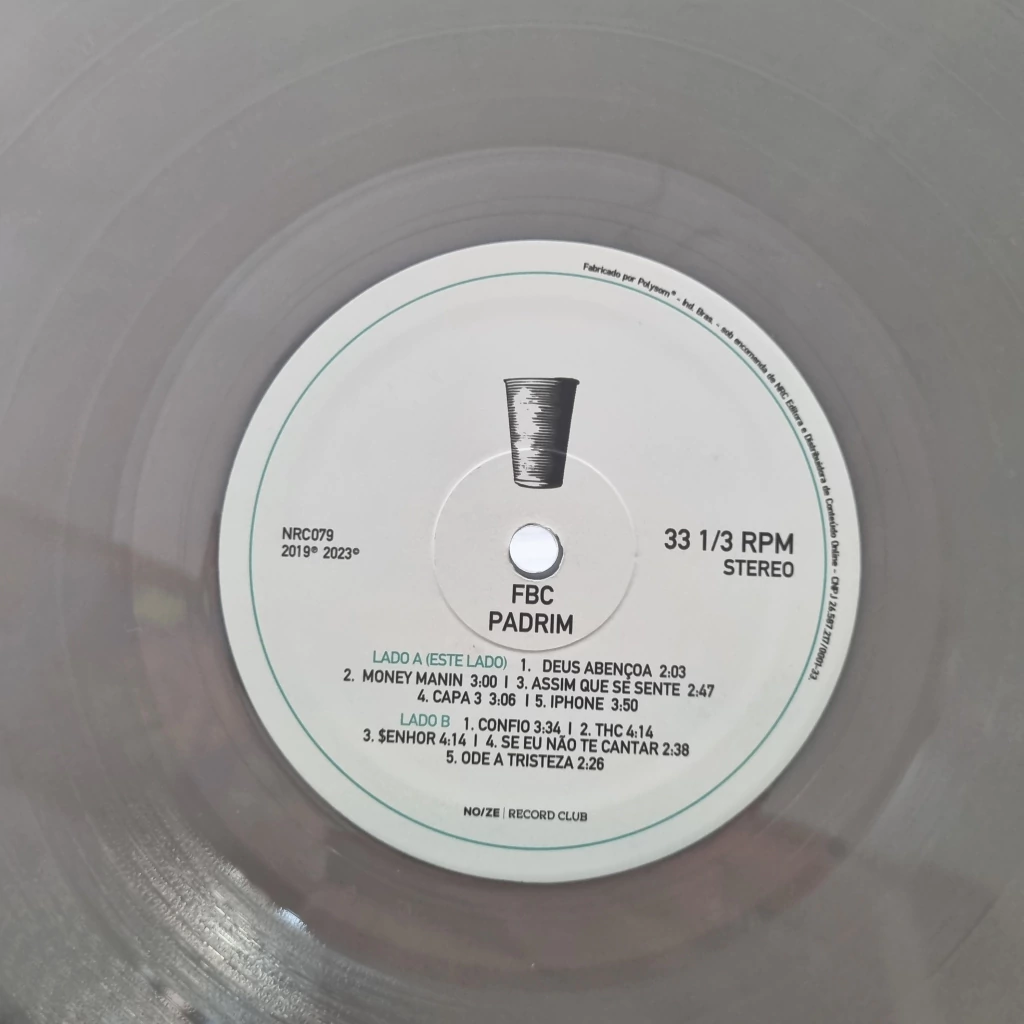 Fabricado por Polysom® - Ind. Bras. - sob encomenda de NRC Editora e Distribuidora de Conteúdo Online - CNPJ 26.587.217/0001-33.
NRC079
2019℗ 2023©
33 1/3 RPM
STEREO
FBC
PADRIM
LADO A (ESTE LADO) 1. DEUS ABENÇOA 2:03
2. MONEY MANIN 3:00 | 3. ASSIM QUE SE SENTE 2:47
4. CAPA 3 3:06 | 5. IPHONE 3:50
LADO B 1. CONFIO 3:34 | 2. THC 4:14
3. $ENHOR 4:14 | 4. SE EU NÃO TE CANTAR 2:38
5. ODE A TRISTEZA 2:26
NO/ZE | RECORD CLUB